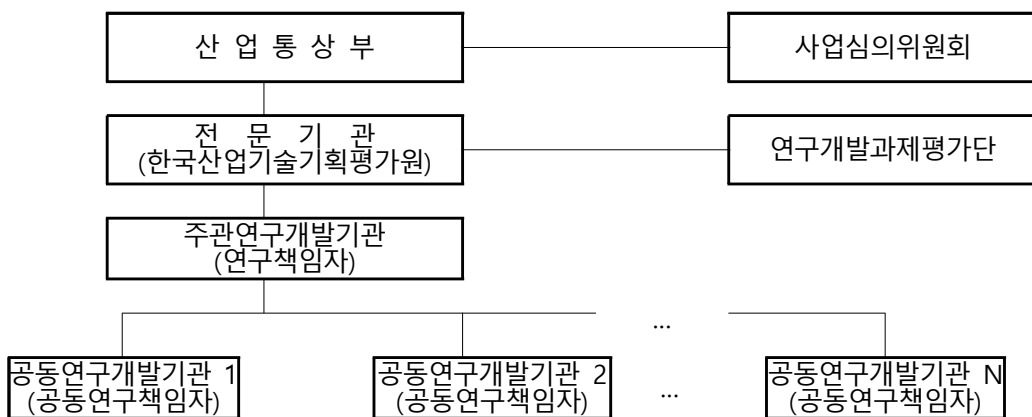 산 업 통 상 부
사업심의위원회
전 문 기 관
(한국산업기술기획평가원)
연구개발과제평가단
주관연구개발기관
(연구책임자)
...
공동연구개발기관 1
(공동연구책임자)
공동연구개발기관 2
(공동연구책임자)
...
공동연구개발기관 N
(공동연구책임자)